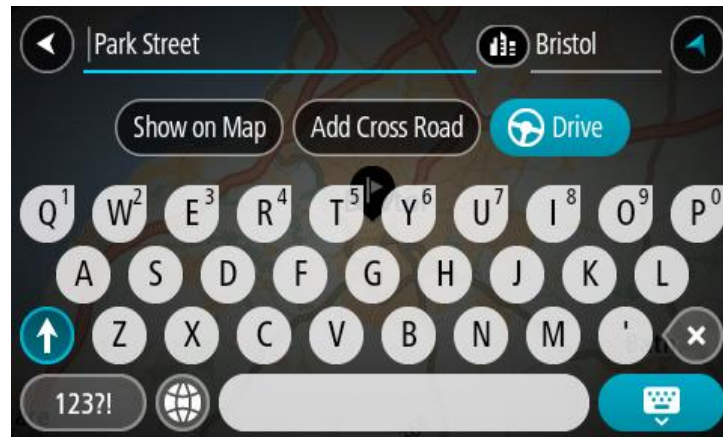 Park Street Bristol
Show on Map Add Cross Road Drive
Q1 W2 E3 R4 T5 Y6 U7 I8 O9 P0
A S D F G H J K L
Z X C V B N M '
123?!